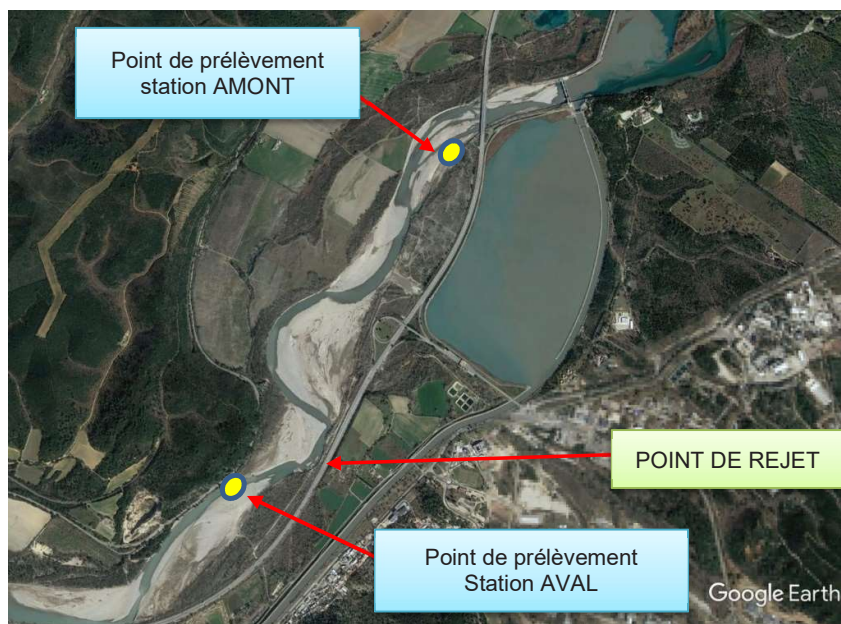 Point de prélèvement
station AMONT
POINT DE REJET
Point de prélèvement
Station AVAL
Google Earth